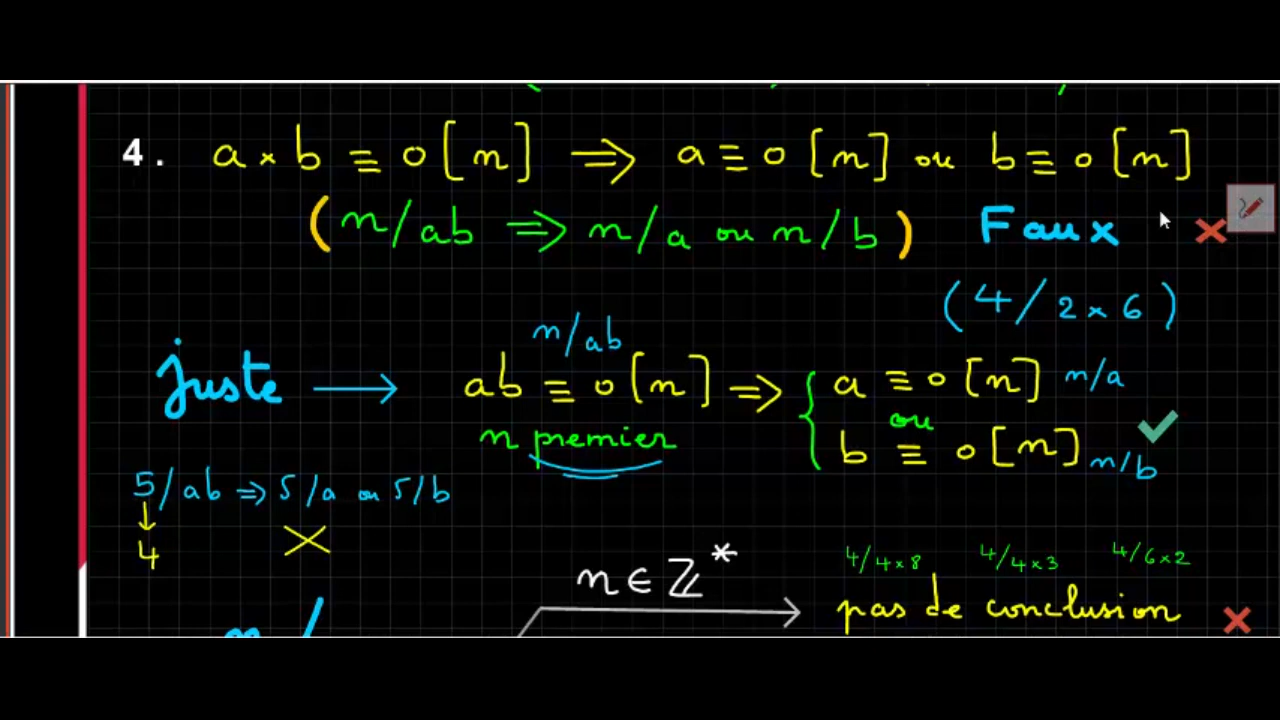 4. a × b ≡ 0 [n] ⇒ a ≡ 0 [n] ou b ≡ 0 [n]
(n/ab ⇒ n/a ou n/b) Faux
(4/2×6)
n/ab
juste → ab ≡ 0 [n] ⇒ { a ≡ 0 [n] n/a
ou
n premier
b ≡ 0 [n] n/b
5/ab ⇒ 5/a ou 5/b
↓
4
n ∈ ℤ*
4/4×8 4/4×3 4/6×2
pas de conclusion